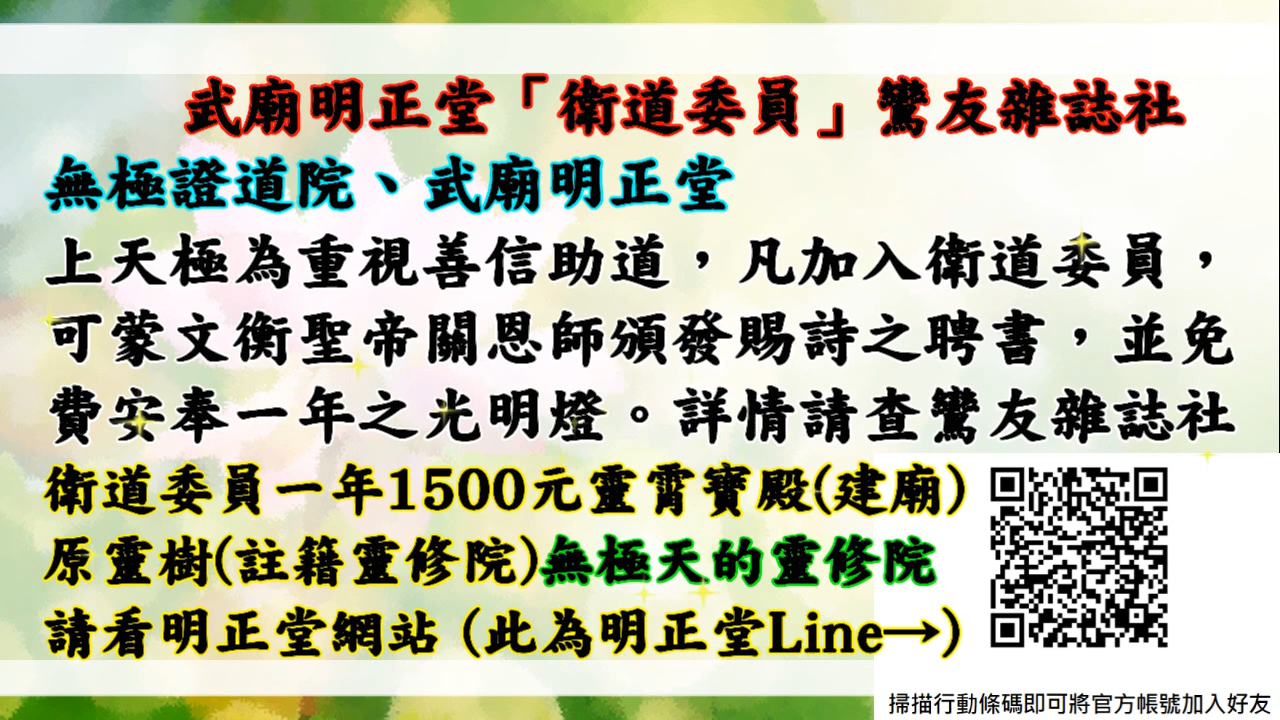 武廟明正堂「衛道委員」鸞友雜誌社
無極證道院、武廟明正堂
上天極為重視善信助道，凡加入衛道委員，
可蒙文衡聖帝關恩師頒發賜詩之聘書，並免
費安奉一年之光明燈。詳情請查鸞友雜誌社
衛道委員一年1500元靈霄寶殿(建廟)
原靈樹(註籍靈修院)無極天的靈修院
請看明正堂網站 (此為明正堂Line→)
掃描行動條碼即可將官方帳號加入好友